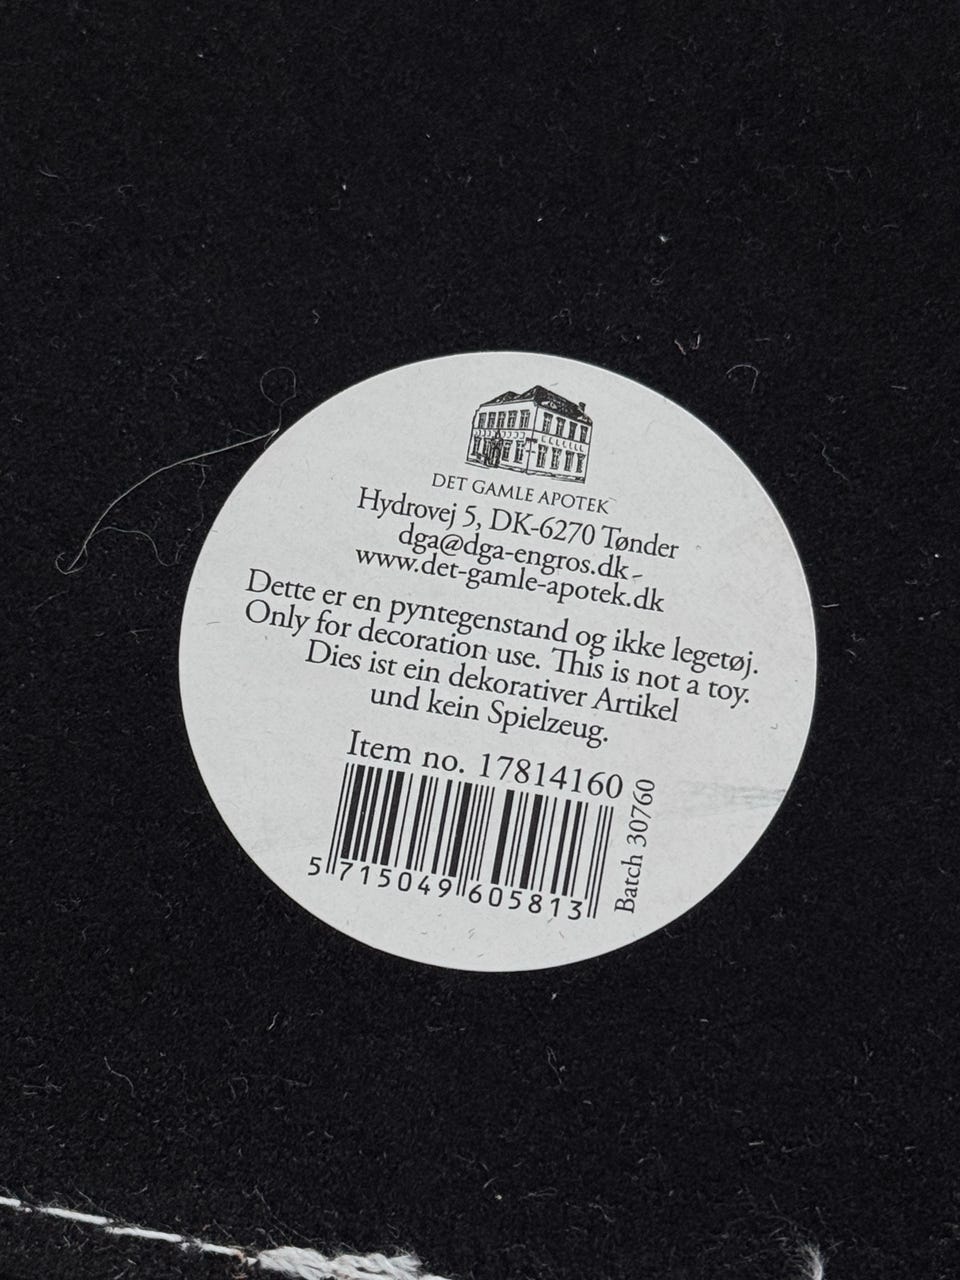 DET GAMLE APOTEK™
Hydrovej 5, DK-6270 Tønder
dga@dga-engros.dk
www.det-gamle-apotek.dk
Dette er en pyntegenstand og ikke legetøj.
Only for decoration use. This is not a toy.
Dies ist ein dekorativer Artikel
und kein Spielzeug.
Item no. 17814160
5 715049 605813
Batch 30760